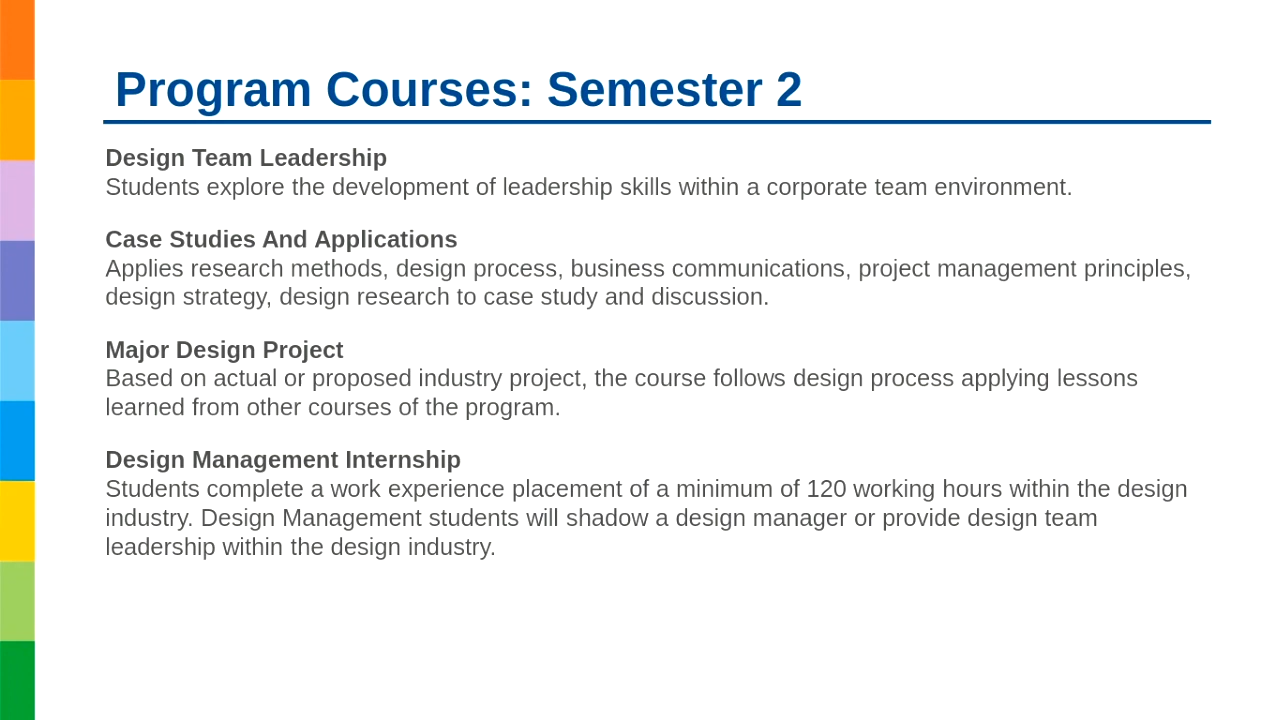 Program Courses: Semester 2
Design Team Leadership
Students explore the development of leadership skills within a corporate team environment.
Case Studies And Applications
Applies research methods, design process, business communications, project management principles,
design strategy, design research to case study and discussion.
Major Design Project
Based on actual or proposed industry project, the course follows design process applying lessons
learned from other courses of the program.
Design Management Internship
Students complete a work experience placement of a minimum of 120 working hours within the design
industry. Design Management students will shadow a design manager or provide design team
leadership within the design industry.